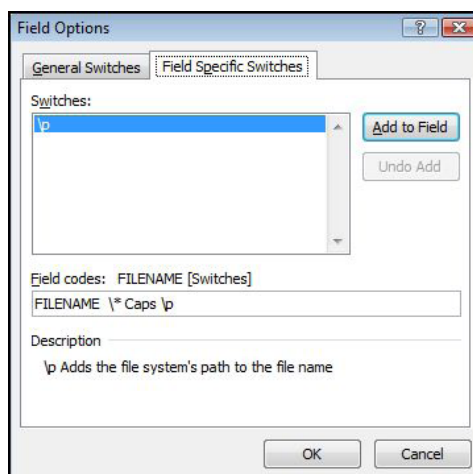 Field Options
General Switches Field Specific Switches
Switches:
\p
Add to Field
Undo Add
Field codes: FILENAME [Switches]
FILENAME \* Caps \p
Description
\p Adds the file system's path to the file name
OK Cancel